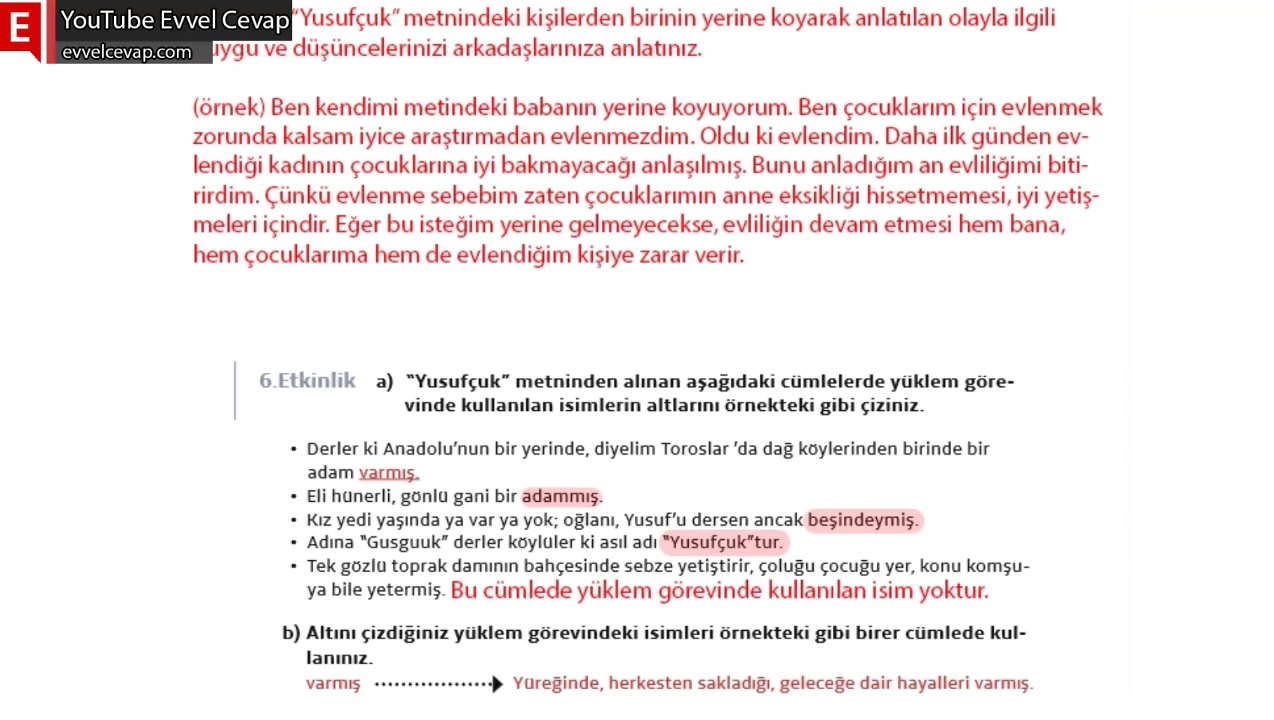 E YouTube Evvel Cevap
evvelcevap.com
"Yusufçuk" metnindeki kişilerden birinin yerine koyarak anlatılan olayla ilgili
uygu ve düşüncelerinizi arkadaşlarınıza anlatınız.
(örnek) Ben kendimi metindeki babanın yerine koyuyorum. Ben çocuklarım için evlenmek
zorunda kalsam iyice araştırmadan evlenmezdim. Oldu ki evlendim. Daha ilk günden ev-
lendiği kadının çocuklarına iyi bakmayacağı anlaşılmış. Bunu anladığım an evliliğimi biti-
rirdim. Çünkü evlenme sebebim zaten çocuklarımın anne eksikliği hissetmemesi, iyi yetiş-
meleri içindir. Eğer bu isteğim yerine gelmeyecekse, evliliğin devam etmesi hem bana,
hem çocuklarıma hem de evlendiğim kişiye zarar verir.
6.Etkinlik a) "Yusufçuk" metninden alınan aşağıdaki cümlelerde yüklem göre-
vinde kullanılan isimlerin altlarını örnekteki gibi çiziniz.
• Derler ki Anadolu'nun bir yerinde, diyelim Toroslar 'da dağ köylerinden birinde bir
adam varmış.
• Eli hünerli, gönlü gani bir adammış.
• Kız yedi yaşında ya var ya yok; oğlanı, Yusuf'u dersen ancak beşindeymiş.
• Adına "Gusguuk" derler köylüler ki asıl adı "Yusufçuk"tur.
• Tek gözlü toprak damının bahçesinde sebze yetiştirir, çoluğu çocuğu yer, konu komşu-
ya bile yetermiş. Bu cümlede yüklem görevinde kullanılan isim yoktur.
b) Altını çizdiğiniz yüklem görevindeki isimleri örnekteki gibi birer cümlede kul-
lanınız.
varmış Yüreğinde, herkesten sakladığı, geleceğe dair hayalleri varmış.